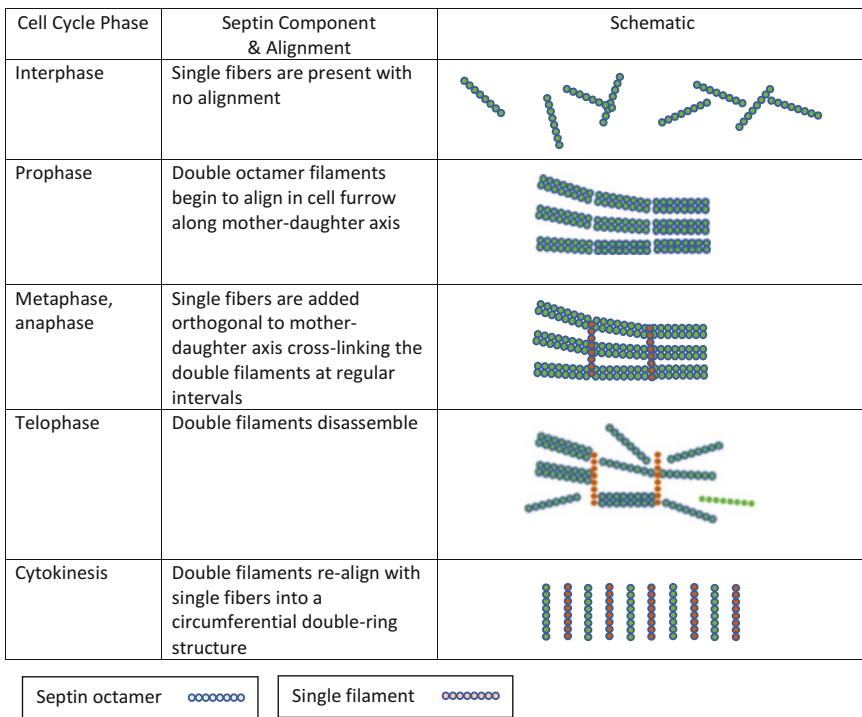 Cell Cycle Phase
Septin Component
& Alignment
Schematic
Interphase
Single fibers are present with
no alignment
Prophase
Double octamer filaments
begin to align in cell furrow
along mother-daughter axis
Metaphase,
anaphase
Single fibers are added
orthogonal to mother-
daughter axis cross-linking the
double filaments at regular
intervals
Telophase
Double filaments disassemble
Cytokinesis
Double filaments re-align with
single fibers into a
circumferential double-ring
structure
Septin octamer
Single filament